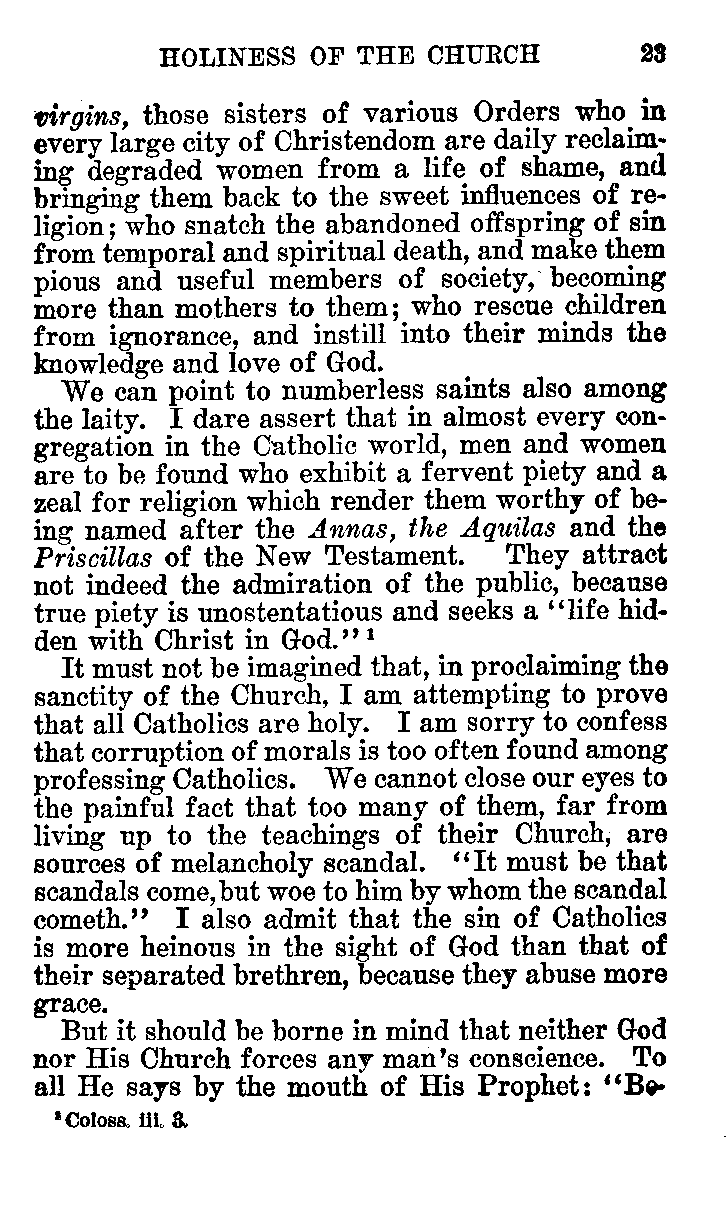 HOLINESS OF THE CHURCH 23
virgins, those sisters of various Orders who in
every large city of Christendom are daily reclaim-
ing degraded women from a life of shame, and
bringing them back to the sweet influences of re-
ligion; who snatch the abandoned offspring of sin
from temporal and spiritual death, and make them
pious and useful members of society, becoming
more than mothers to them; who rescue children
from ignorance, and instill into their minds the
knowledge and love of God.
We can point to numberless saints also among
the laity. I dare assert that in almost every con-
gregation in the Catholic world, men and women
are to be found who exhibit a fervent piety and a
zeal for religion which render them worthy of be-
ing named after the Annas, the Aquilas and the
Priscillas of the New Testament. They attract
not indeed the admiration of the public, because
true piety is unostentatious and seeks a "life hid-
den with Christ in God." ¹
It must not be imagined that, in proclaiming the
sanctity of the Church, I am attempting to prove
that all Catholics are holy. I am sorry to confess
that corruption of morals is too often found among
professing Catholics. We cannot close our eyes to
the painful fact that too many of them, far from
living up to the teachings of their Church, are
sources of melancholy scandal. "It must be that
scandals come, but woe to him by whom the scandal
cometh." I also admit that the sin of Catholics
is more heinous in the sight of God than that of
their separated brethren, because they abuse more
grace.
But it should be borne in mind that neither God
nor His Church forces any man's conscience. To
all He says by the mouth of His Prophet: "Be-
¹ Coloss. iii. 3.